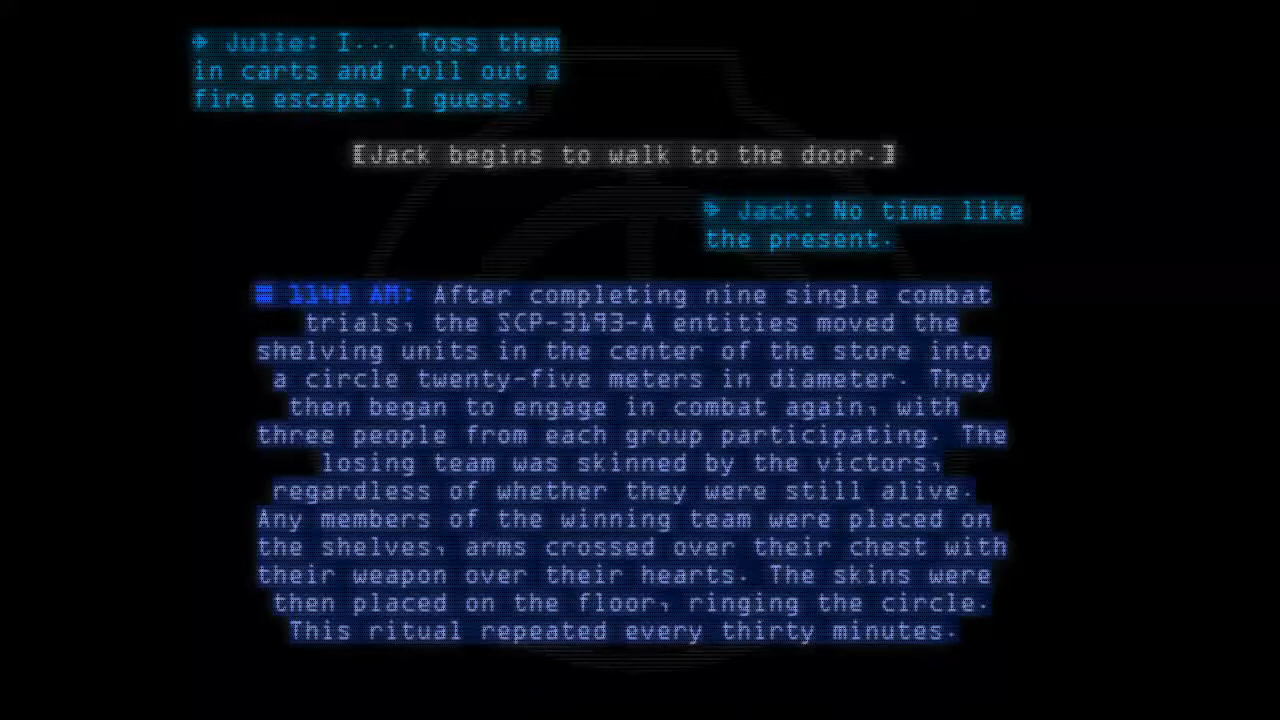 Julie: I... Toss them
in carts and roll out a
fire escape, I guess.
[Jack begins to walk to the door.]
Jack: No time like
the present.
1148 AM: After completing nine single combat
trials, the SCP-3193-A entities moved the
shelving units in the center of the store into
a circle twenty-five meters in diameter. They
then began to engage in combat again, with
three people from each group participating. The
losing team was skinned by the victors,
regardless of whether they were still alive.
Any members of the winning team were placed on
the shelves, arms crossed over their chest with
their weapon over their hearts. The skins were
then placed on the floor, ringing the circle.
This ritual repeated every thirty minutes.